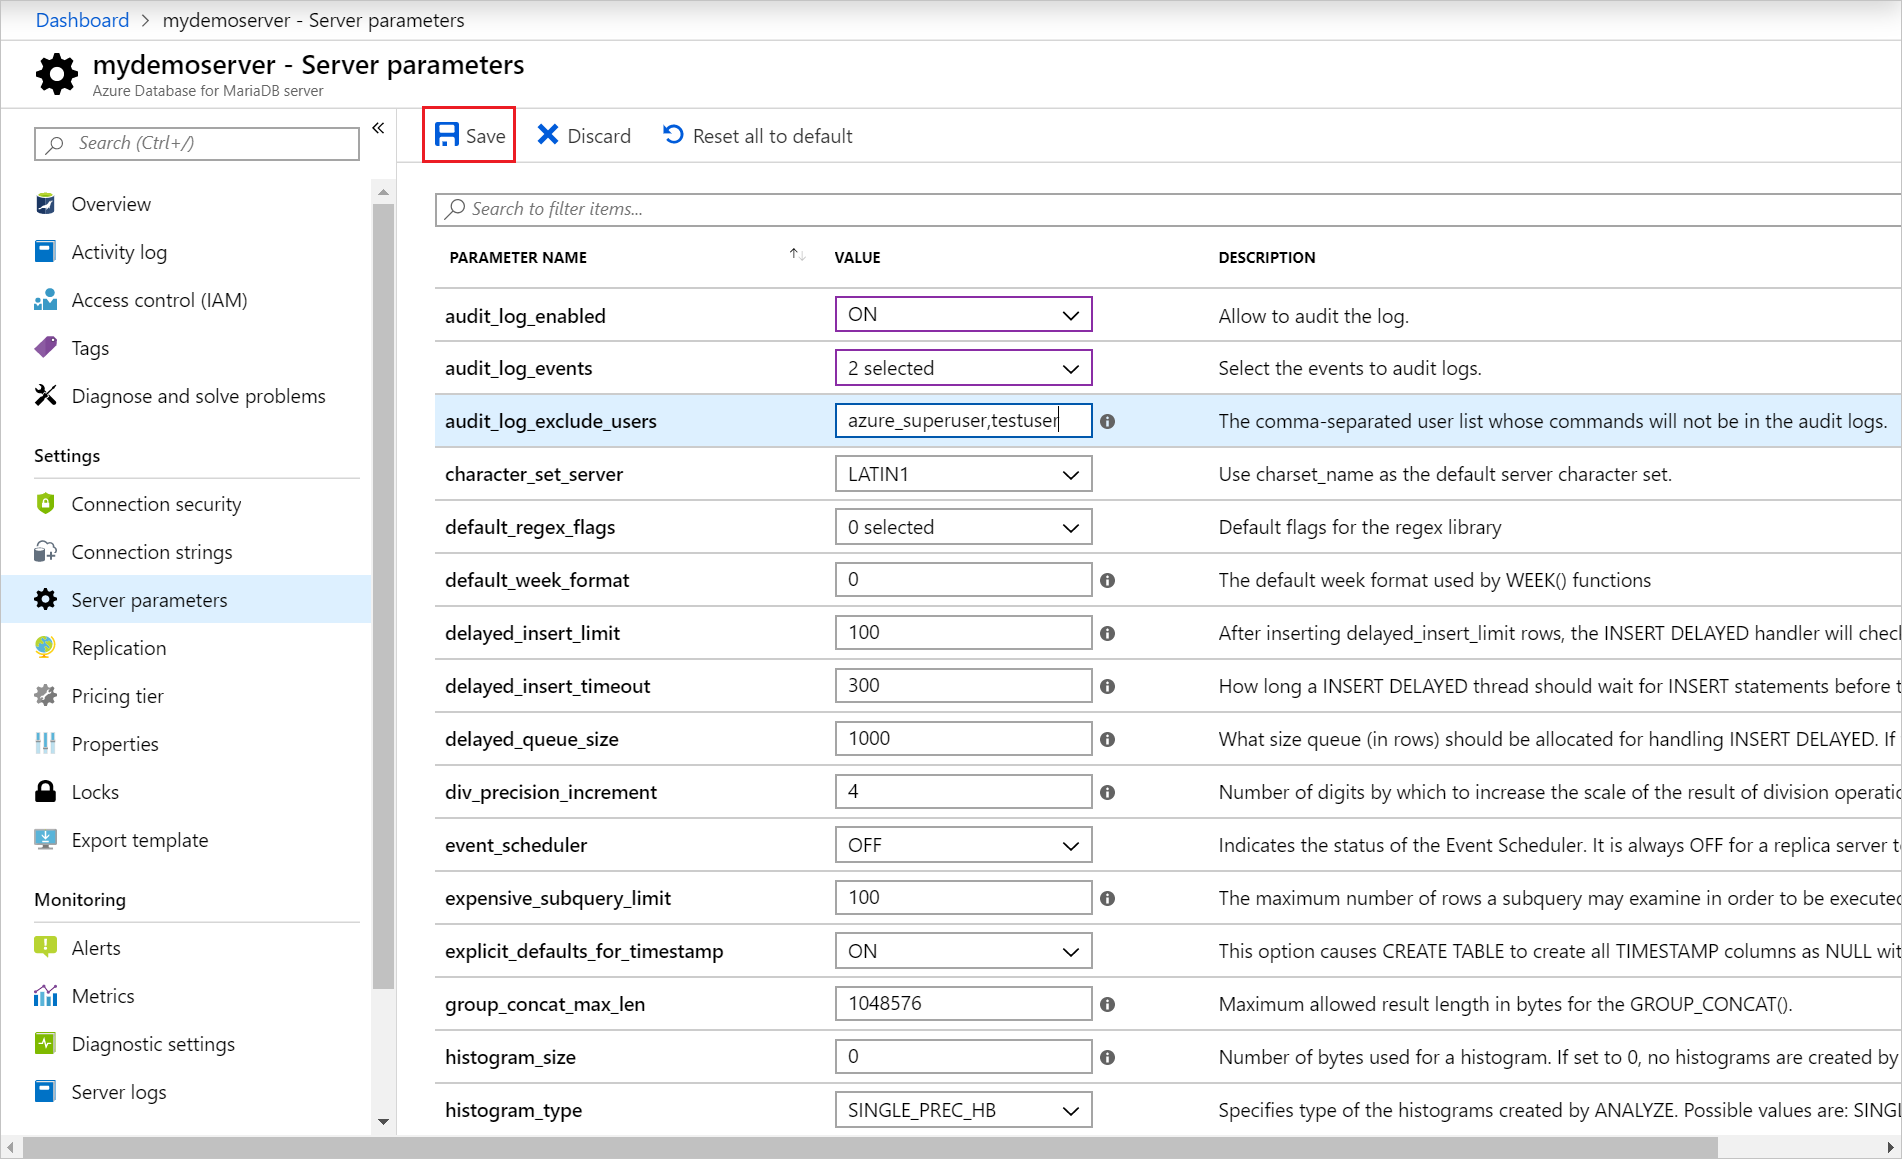 Dashboard > mydemoserver - Server parameters
mydemoserver - Server parameters
Azure Database for MariaDB server
Search (Ctrl+/)
«
Overview
Activity log
Access control (IAM)
Tags
Diagnose and solve problems
Settings
Connection security
Connection strings
Server parameters
Replication
Pricing tier
Properties
Locks
Export template
Monitoring
Alerts
Metrics
Diagnostic settings
Server logs
Save Discard Reset all to default
Search to filter items...
PARAMETER NAME VALUE DESCRIPTION
audit_log_enabled ON Allow to audit the log.
audit_log_events 2 selected Select the events to audit logs.
audit_log_exclude_users azure_superuser,testuser The comma-separated user list whose commands will not be in the audit logs.
character_set_server LATIN1 Use charset_name as the default server character set.
default_regex_flags 0 selected Default flags for the regex library
default_week_format 0 The default week format used by WEEK() functions
delayed_insert_limit 100 After inserting delayed_insert_limit rows, the INSERT DELAYED handler will chec
delayed_insert_timeout 300 How long a INSERT DELAYED thread should wait for INSERT statements before t
delayed_queue_size 1000 What size queue (in rows) should be allocated for handling INSERT DELAYED. If
div_precision_increment 4 Number of digits by which to increase the scale of the result of division operatio
event_scheduler OFF Indicates the status of the Event Scheduler. It is always OFF for a replica server t
expensive_subquery_limit 100 The maximum number of rows a subquery may examine in order to be executed
explicit_defaults_for_timestamp ON This option causes CREATE TABLE to create all TIMESTAMP columns as NULL wit
group_concat_max_len 1048576 Maximum allowed result length in bytes for the GROUP_CONCAT().
histogram_size 0 Number of bytes used for a histogram. If set to 0, no histograms are created by
histogram_type SINGLE_PREC_HB Specifies type of the histograms created by ANALYZE. Possible values are: SINGL